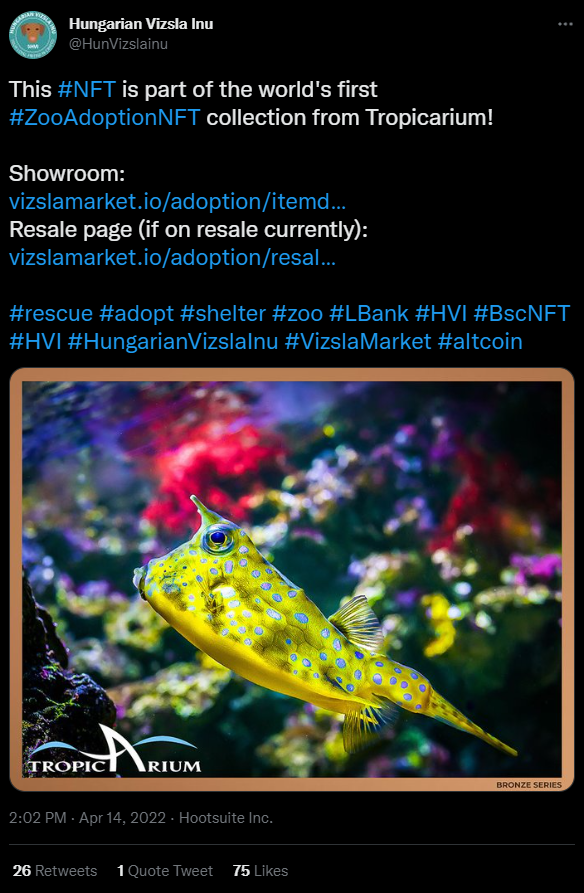 Hungarian Vizsla Inu
@HunVizslaInu
This #NFT is part of the world's first
#ZooAdoptionNFT collection from Tropicarium!
Showroom:
vizslamarket.io/adoption/itemd...
Resale page (if on resale currently):
vizslamarket.io/adoption/resal...
#rescue #adopt #shelter #zoo #LBank #HVI #BscNFT
#HVI #HungarianVizslaInu #VizslaMarket #altcoin
TROPICARIUM
BRONZE SERIES
2:02 PM · Apr 14, 2022 · Hootsuite Inc.
26 Retweets 1 Quote Tweet 75 Likes